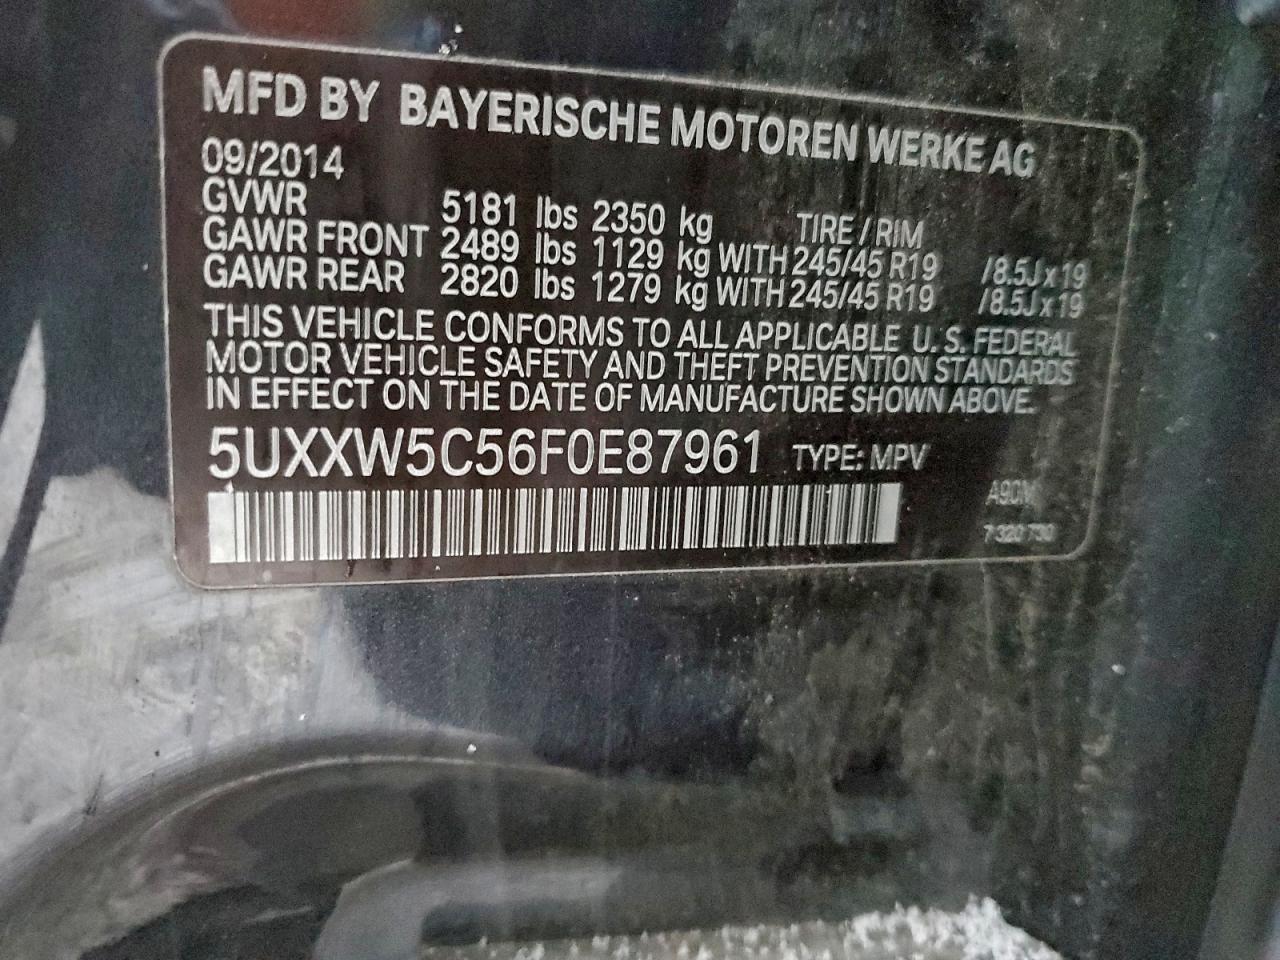 MFD BY BAYERISCHE MOTOREN WERKE AG
09/2014
GVWR 5181 lbs 2350 kg TIRE / RIM
GAWR FRONT 2489 lbs 1129 kg WITH 245/45 R19 /8.5J x 19
GAWR REAR 2820 lbs 1279 kg WITH 245/45 R19 /8.5J x 19
THIS VEHICLE CONFORMS TO ALL APPLICABLE U.S. FEDERAL
MOTOR VEHICLE SAFETY AND THEFT PREVENTION STANDARDS
IN EFFECT ON THE DATE OF MANUFACTURE SHOWN ABOVE.
5UXXW5C56F0E87961 TYPE: MPV
7 320